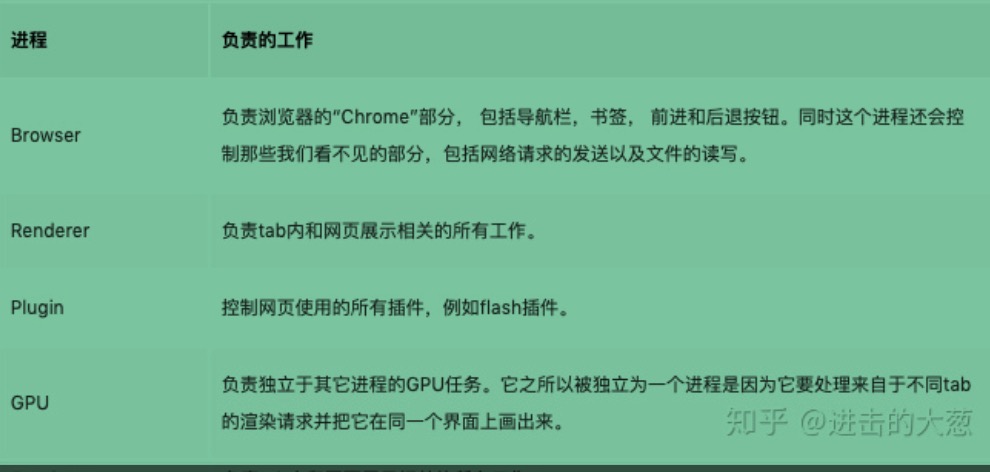 进程 负责的工作
负责浏览器的“Chrome”部分， 包括导航栏，书签， 前进和后退按钮。同时这个进程还会控
Browser
制那些我们看不见的部分，包括网络请求的发送以及文件的读写。
Renderer 负责tab内和网页展示相关的所有工作。
Plugin 控制网页使用的所有插件，例如flash插件。
负责独立于其它进程的GPU任务。它之所以被独立为一个进程是因为它要处理来自于不同tab
GPU
的渲染请求并把它在同一个界面上画出来。
知乎 @进击的大葱